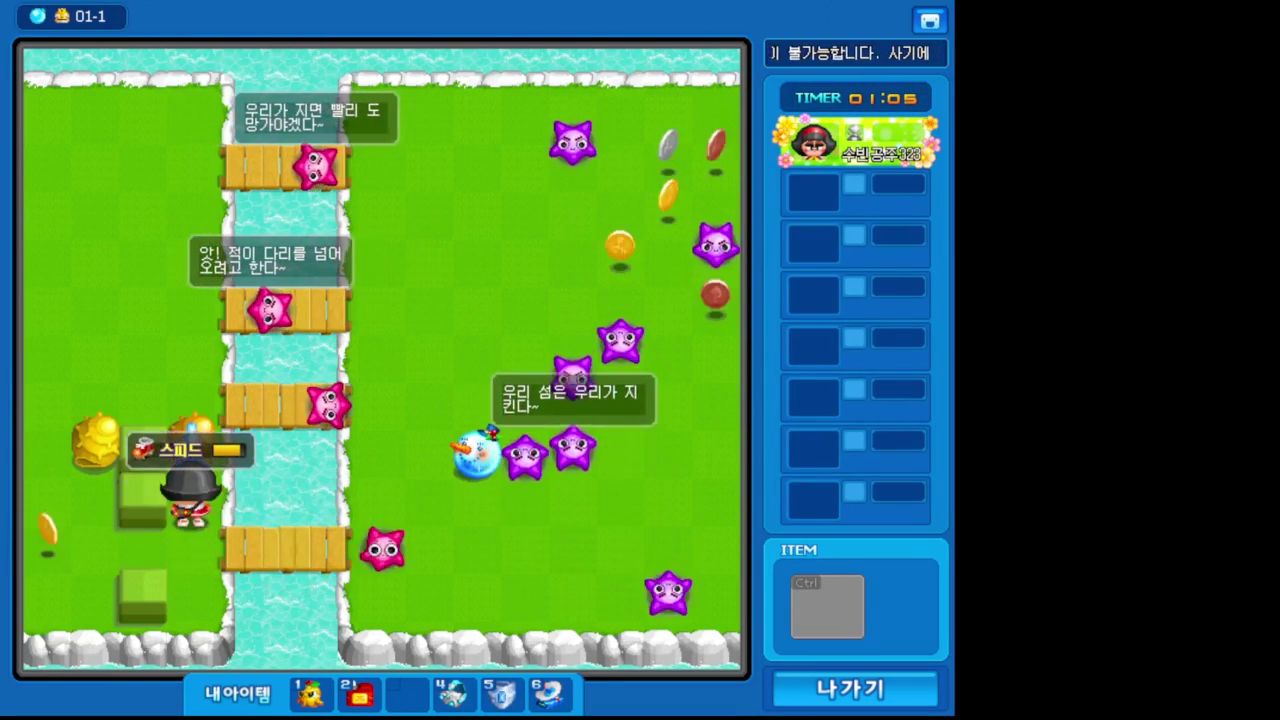 01-1
기 불가능합니다. 사기에
TIMER 01:05
수빈공주323
우리가 지면 빨리 도
망가야겠다~
앗! 적이 다리를 넘어
오려고 한다~
우리 섬은 우리가 지
킨다~
스피드
ITEM
Ctrl
내아이템
1
2
4
5
6
나가기